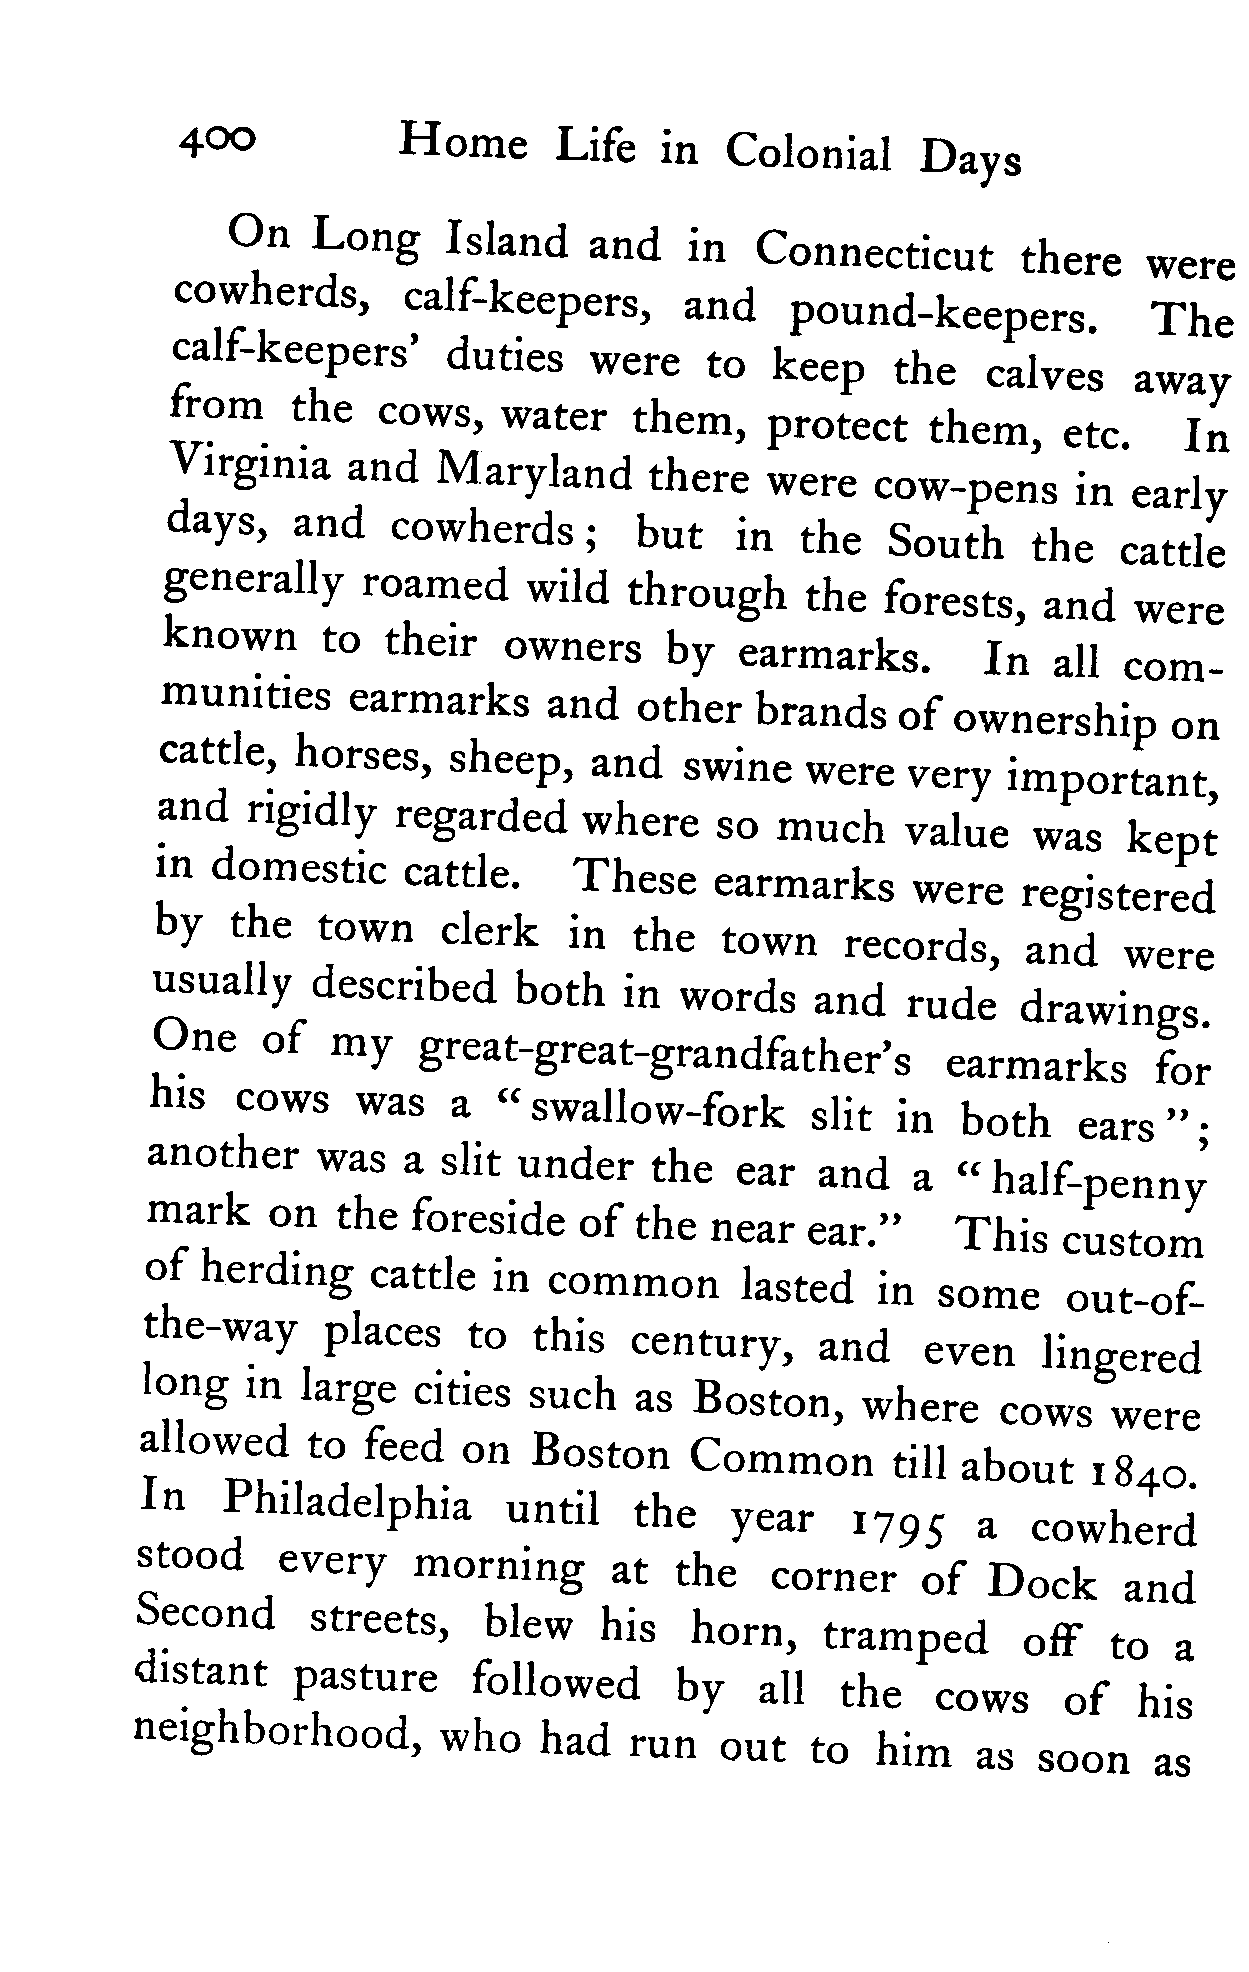 400 Home Life in Colonial Days
On Long Island and in Connecticut there were
cowherds, calf-keepers, and pound-keepers. The
calf-keepers' duties were to keep the calves away
from the cows, water them, protect them, etc. In
Virginia and Maryland there were cow-pens in early
days, and cowherds; but in the South the cattle
generally roamed wild through the forests, and were
known to their owners by earmarks. In all com-
munities earmarks and other brands of ownership on
cattle, horses, sheep, and swine were very important,
and rigidly regarded where so much value was kept
in domestic cattle. These earmarks were registered
by the town clerk in the town records, and were
usually described both in words and rude drawings.
One of my great-great-grandfather's earmarks for
his cows was a "swallow-fork slit in both ears";
another was a slit under the ear and a "half-penny
mark on the foreside of the near ear." This custom
of herding cattle in common lasted in some out-of-
the-way places to this century, and even lingered
long in large cities such as Boston, where cows were
allowed to feed on Boston Common till about 1840.
In Philadelphia until the year 1795 a cowherd
stood every morning at the corner of Dock and
Second streets, blew his horn, tramped off to a
distant pasture followed by all the cows of his
neighborhood, who had run out to him as soon as